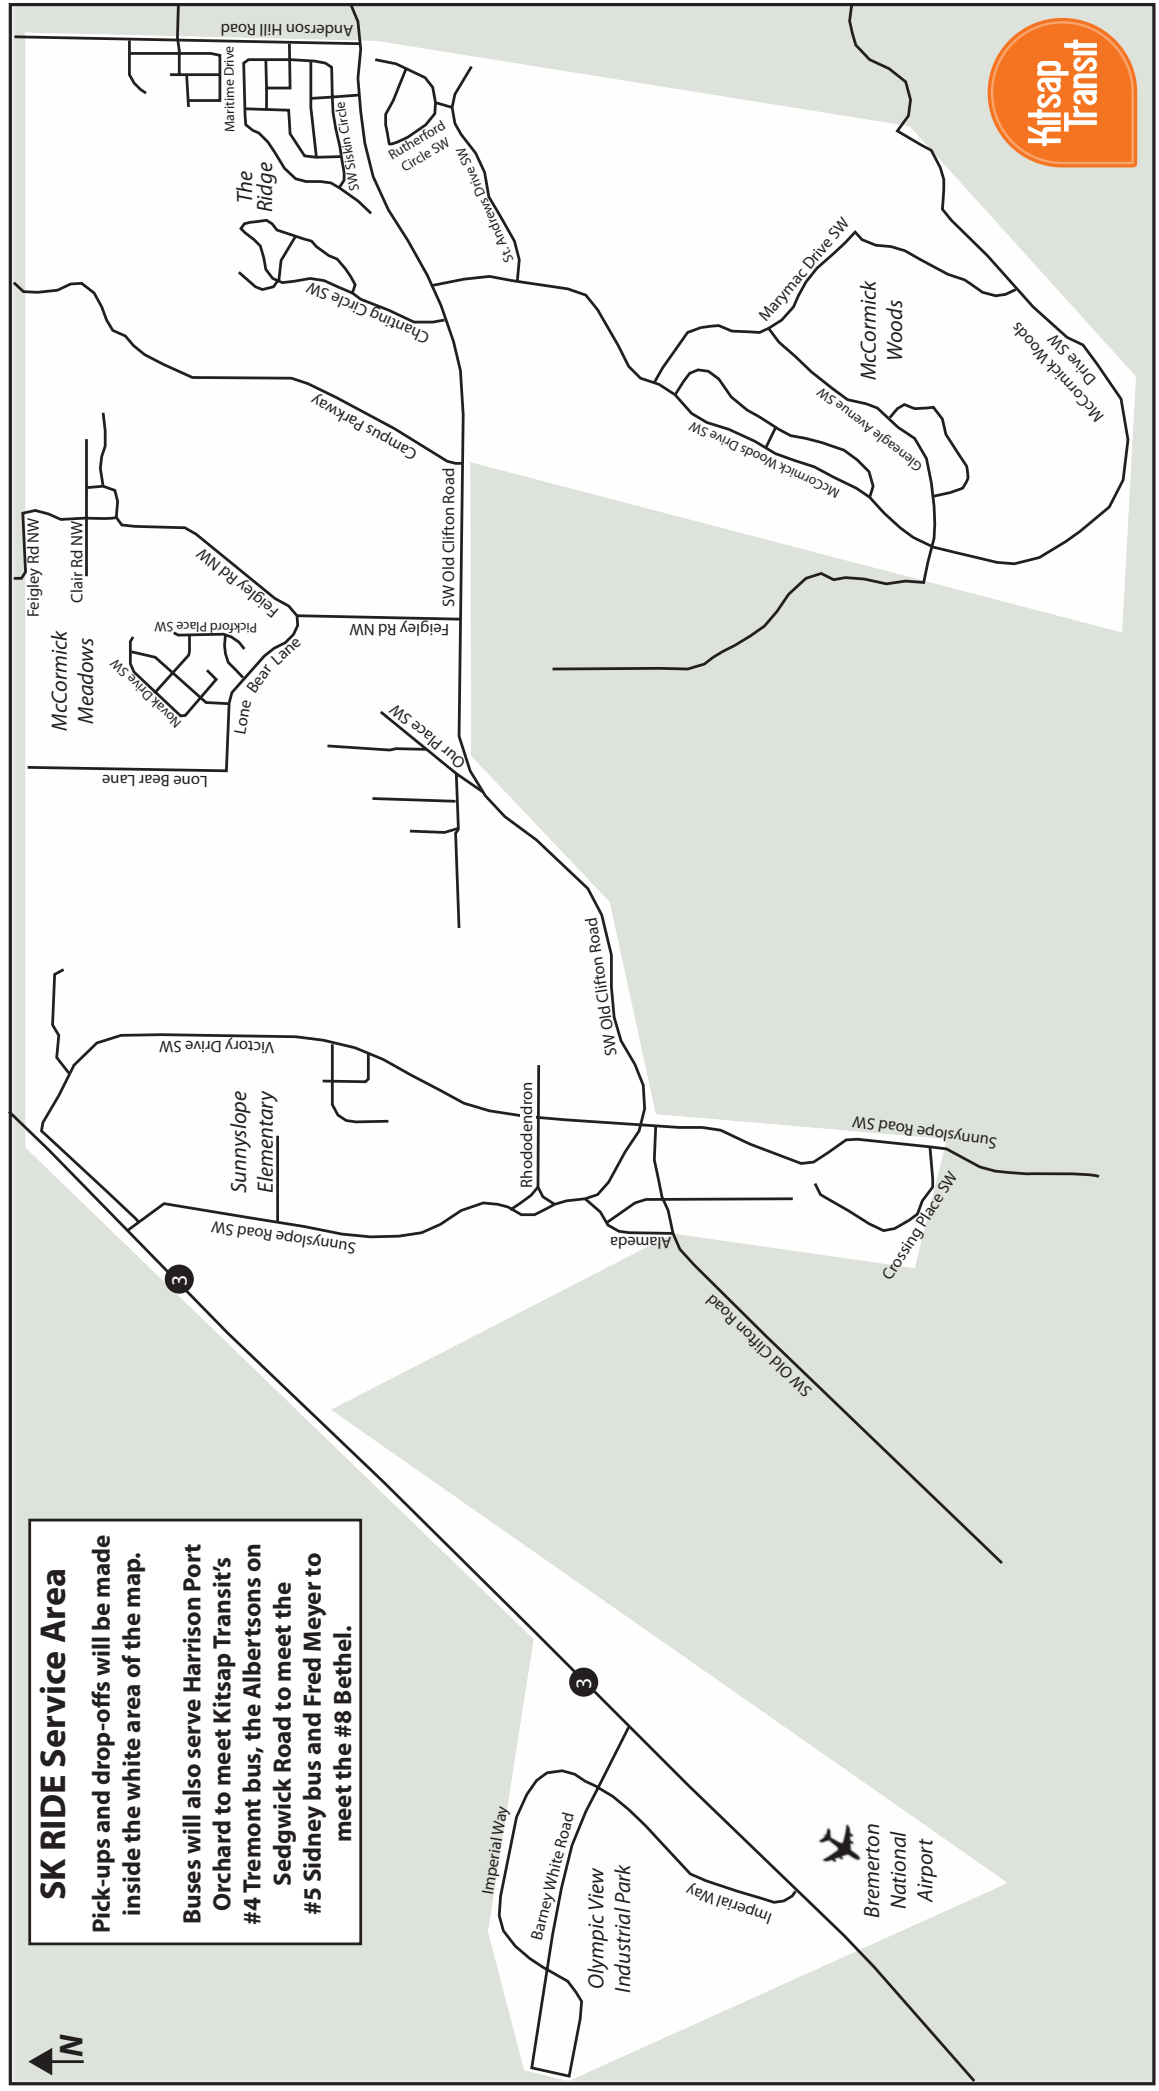 SK RIDE Service Area
Pick-ups and drop-offs will be made
inside the white area of the map.
Buses will also serve Harrison Port
Orchard to meet Kitsap Transit's
#4 Tremont bus, the Albertsons on
Sedgwick Road to meet the
#5 Sidney bus and Fred Meyer to
meet the #8 Bethel.
N
3
3
Imperial Way
Barney White Road
Olympic View
Industrial Park
Imperial Way
Bremerton
National
Airport
Sunnyslope Road SW
Sunnyslope
Elementary
Victory Drive SW
Rhododendron
Alameda
SW Old Clifton Road
Crossing Place SW
Sunnyslope Road SW
SW Old Clifton Road
Lone Bear Lane
McCormick
Meadows
Novak Drive SW
Pickford Place SW
Lone Bear Lane
Our Place SW
Feigley Rd NW
Clair Rd NW
Feigley Rd NW
Feigley Rd NW
SW Old Clifton Road
Campus Parkway
Chanting Circle SW
The
Ridge
Maritime Drive
SW Siskin Circle
Anderson Hill Road
Rutherford
Circle SW
St. Andrews Drive SW
McCormick Woods Drive SW
Gleneagle Avenue SW
Marymac Drive SW
McCormick
Woods
McCormick Woods
Drive SW
Kitsap
Transit